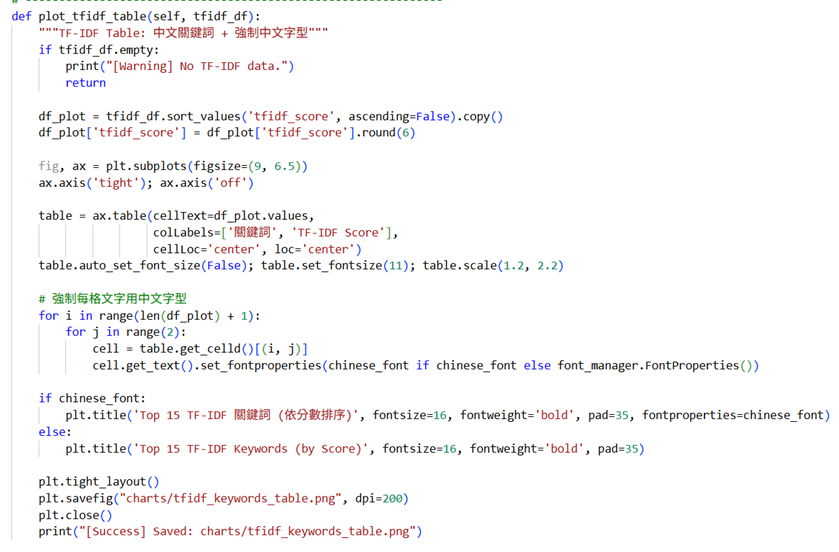 # ----------------------------------------------------------------
def plot_tfidf_table(self, tfidf_df):
    """TF-IDF Table: 中文關鍵詞 + 強制中文字型"""
    if tfidf_df.empty:
        print("[Warning] No TF-IDF data.")
        return

    df_plot = tfidf_df.sort_values('tfidf_score', ascending=False).copy()
    df_plot['tfidf_score'] = df_plot['tfidf_score'].round(6)

    fig, ax = plt.subplots(figsize=(9, 6.5))
    ax.axis('tight'); ax.axis('off')

    table = ax.table(cellText=df_plot.values,
                     colLabels=['關鍵詞', 'TF-IDF Score'],
                     cellLoc='center', loc='center')
    table.auto_set_font_size(False); table.set_fontsize(11); table.scale(1.2, 2.2)

    # 強制每格文字用中文字型
    for i in range(len(df_plot) + 1):
        for j in range(2):
            cell = table.get_celld()[(i, j)]
            cell.get_text().set_fontproperties(chinese_font if chinese_font else font_manager.FontProperties())

    if chinese_font:
        plt.title('Top 15 TF-IDF 關鍵詞 (依分數排序)', fontsize=16, fontweight='bold', pad=35, fontproperties=chinese_font)
    else:
        plt.title('Top 15 TF-IDF Keywords (by Score)', fontsize=16, fontweight='bold', pad=35)

    plt.tight_layout()
    plt.savefig("charts/tfidf_keywords_table.png", dpi=200)
    plt.close()
    print("[Success] Saved: charts/tfidf_keywords_table.png")